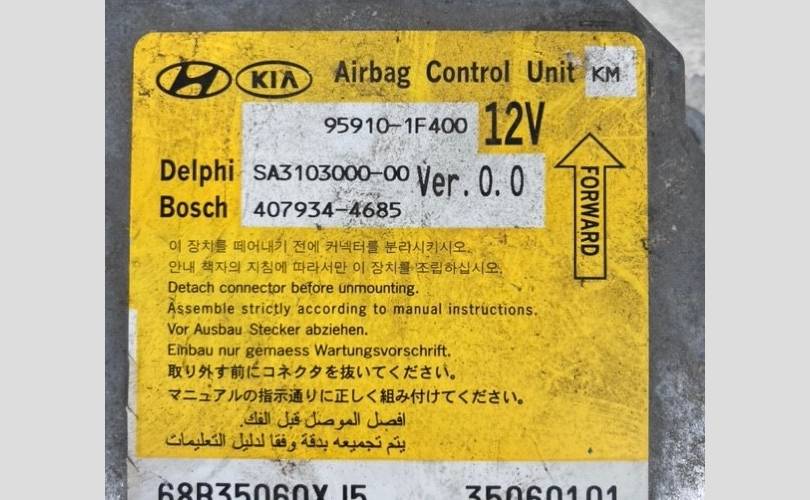 HYUNDAI KIA Airbag Control Unit KM
95910-1F400 12V
Delphi SA3103000-00 Ver.0.0
Bosch 407934-4685
FORWARD
이 장치를 떼어내기 전에 커넥터를 분리시키시오.
안내 책자의 지침에 따라서만 이 장치를 조립하십시오.
Detach connector before unmounting.
Assemble strictly according to manual instructions.
Vor Ausbau Stecker abziehen.
Einbau nur gemaess Wartungsvorschrift.
取り外す前にコネクタを抜いてください。
マニュアルの指示通りに正しく組み付けてください。
افصل الموصل قبل الفك.
يتم تجميعه بدقة وفقا لدليل التعليمات
68B35060XJ5 35060101